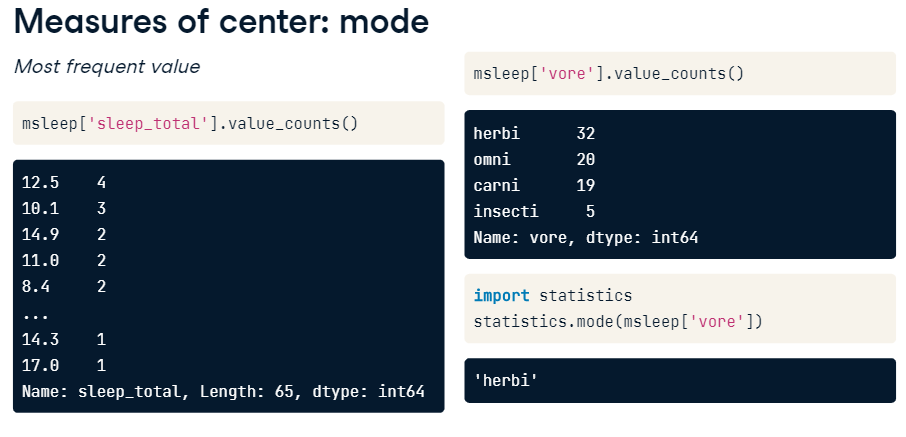 Measures of center: mode
Most frequent value
msleep['sleep_total'].value_counts()
12.5    4
10.1    3
14.9    2
11.0    2
8.4     2
...
14.3    1
17.0    1
Name: sleep_total, Length: 65, dtype: int64
msleep['vore'].value_counts()
herbi      32
omni       20
carni      19
insecti     5
Name: vore, dtype: int64
import statistics
statistics.mode(msleep['vore'])
'herbi'